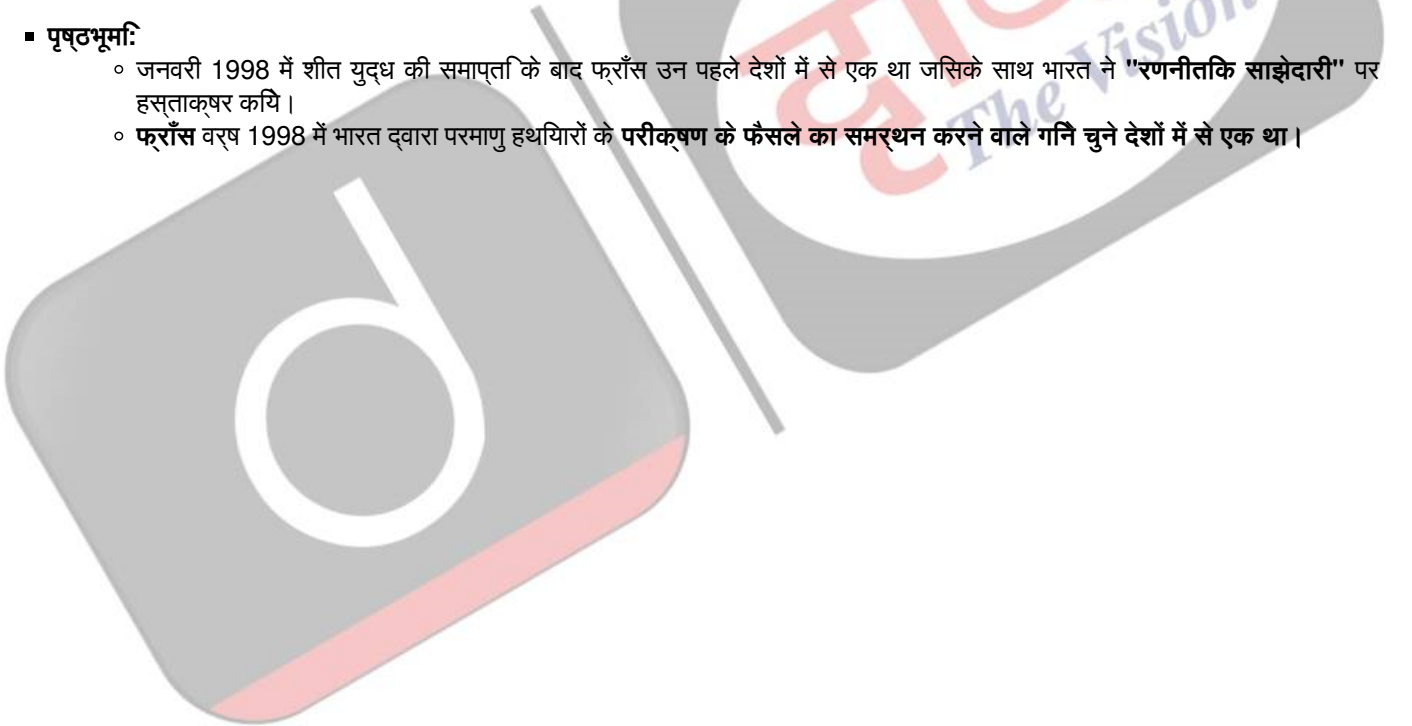 पृष्ठभूमि:
जनवरी 1998 में शीत युद्ध की समाप्ति के बाद फ्राँस उन पहले देशों में से एक था जिसके साथ भारत ने "रणनीतिक साझेदारी" पर
हस्ताक्षर किये।
फ्राँस वर्ष 1998 में भारत द्वारा परमाणु हथियारों के परीक्षण के फैसले का समर्थन करने वाले गिने चुने देशों में से एक था।
The Vision